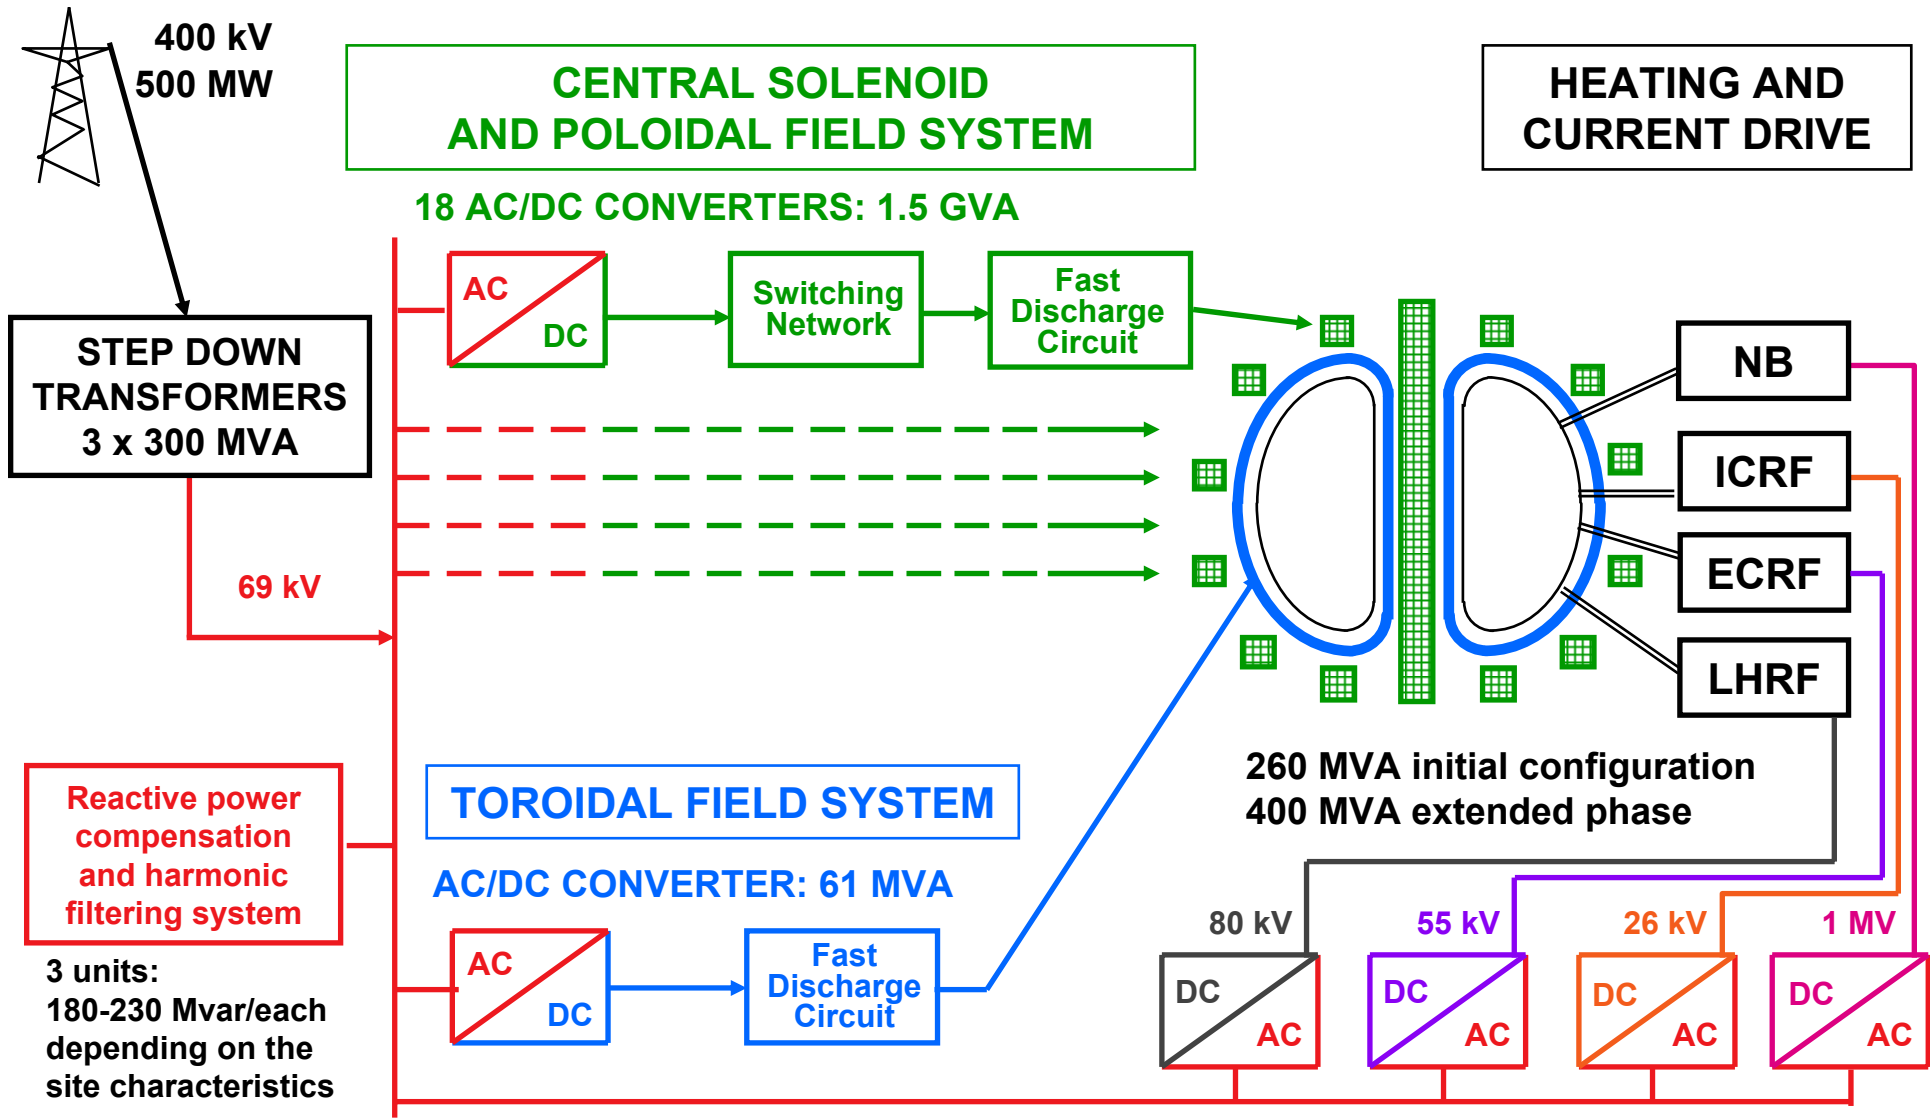 400 kV
500 MW
CENTRAL SOLENOID
AND POLOIDAL FIELD SYSTEM
HEATING AND
CURRENT DRIVE
18 AC/DC CONVERTERS: 1.5 GVA
AC
DC
Switching
Network
Fast
Discharge
Circuit
STEP DOWN
TRANSFORMERS
3 x 300 MVA
69 kV
NB
ICRF
ECRF
LHRF
260 MVA initial configuration
400 MVA extended phase
Reactive power
compensation
and harmonic
filtering system
3 units:
180-230 Mvar/each
depending on the
site characteristics
TOROIDAL FIELD SYSTEM
AC/DC CONVERTER: 61 MVA
AC
DC
Fast
Discharge
Circuit
80 kV
55 kV
26 kV
1 MV
DC
AC
DC
AC
DC
AC
DC
AC